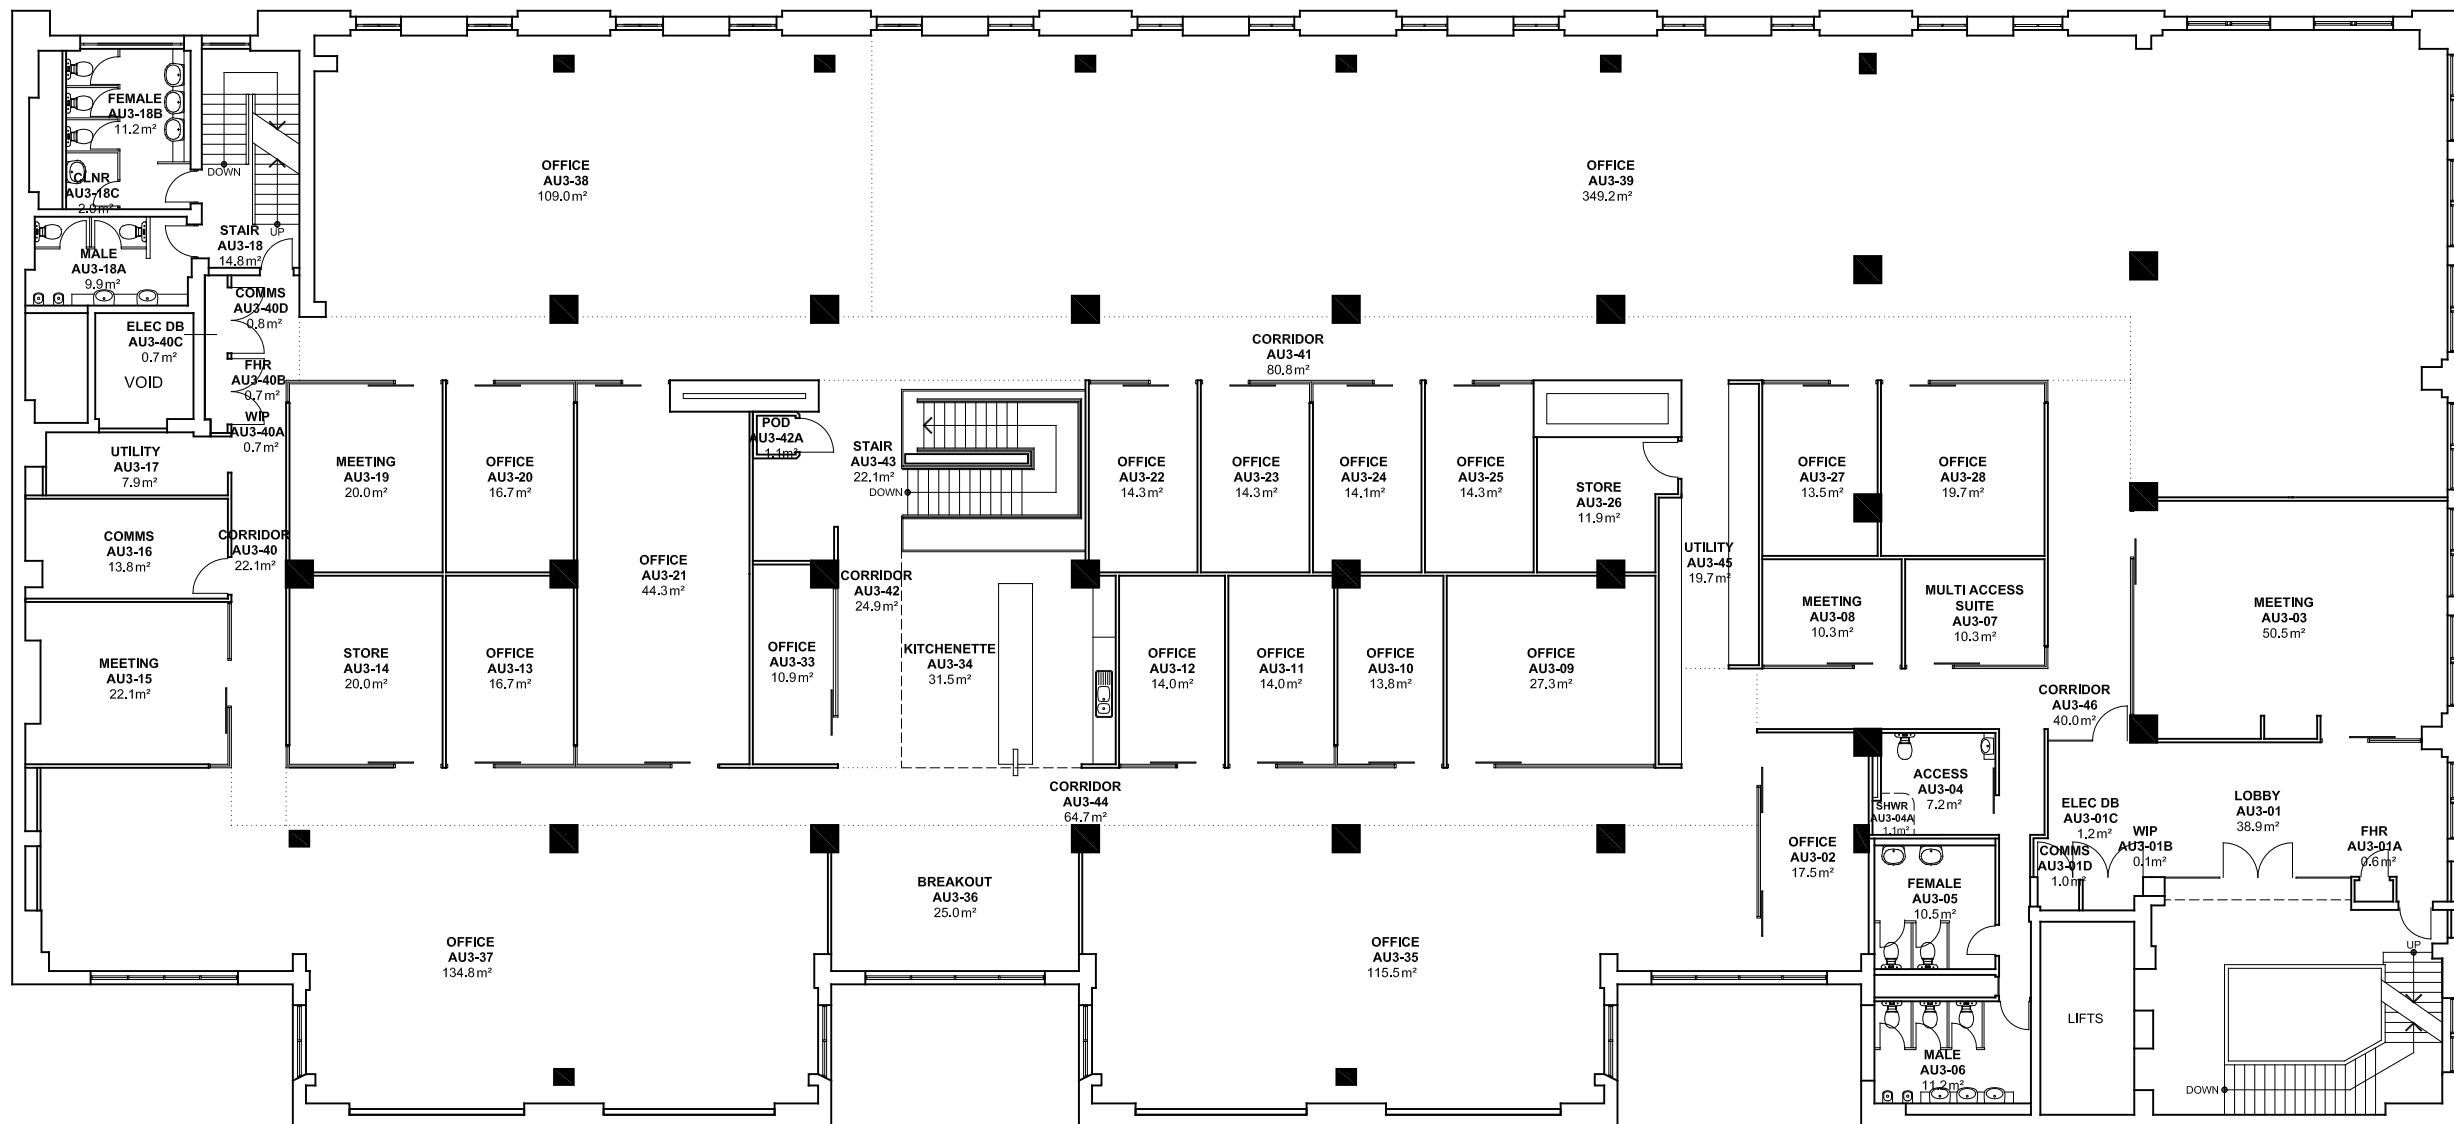 FEMALE
AU3-18B
11.2m²
CLNR
AU3-18C
2.0m²
DOWN
UP
STAIR
AU3-18
14.8m²
MALE
AU3-18A
9.9m²
OFFICE
AU3-38
109.0m²
OFFICE
AU3-39
349.2m²
COMMS
AU3-40D
0.8m²
ELEC DB
AU3-40C
0.7m²
VOID
FHR
AU3-40B
0.7m²
WIP
AU3-40A
0.7m²
CORRIDOR
AU3-41
80.8m²
UTILITY
AU3-17
7.9m²
MEETING
AU3-19
20.0m²
OFFICE
AU3-20
16.7m²
POD
AU3-42A
1.1m²
STAIR
AU3-43
22.1m²
DOWN
OFFICE
AU3-22
14.3m²
OFFICE
AU3-23
14.3m²
OFFICE
AU3-24
14.1m²
OFFICE
AU3-25
14.3m²
STORE
AU3-26
11.9m²
OFFICE
AU3-27
13.5m²
OFFICE
AU3-28
19.7m²
COMMS
AU3-16
13.8m²
CORRIDOR
AU3-40
22.1m²
OFFICE
AU3-21
44.3m²
CORRIDOR
AU3-42
24.9m²
UTILITY
AU3-45
19.7m²
MEETING
AU3-08
10.3m²
MULTI ACCESS
SUITE
AU3-07
10.3m²
MEETING
AU3-03
50.5m²
MEETING
AU3-15
22.1m²
STORE
AU3-14
20.0m²
OFFICE
AU3-13
16.7m²
OFFICE
AU3-33
10.9m²
KITCHENETTE
AU3-34
31.5m²
OFFICE
AU3-12
14.0m²
OFFICE
AU3-11
14.0m²
OFFICE
AU3-10
13.8m²
OFFICE
AU3-09
27.3m²
CORRIDOR
AU3-46
40.0m²
CORRIDOR
AU3-44
64.7m²
ACCESS
AU3-04
7.2m²
SHWR
AU3-04A
1.1m²
OFFICE
AU3-02
17.5m²
ELEC DB
AU3-01C
1.2m²
WIP
AU3-01B
0.1m²
LOBBY
AU3-01
38.9m²
FHR
AU3-01A
0.6m²
COMMS
AU3-01D
1.0m²
BREAKOUT
AU3-36
25.0m²
FEMALE
AU3-05
10.5m²
OFFICE
AU3-37
134.8m²
OFFICE
AU3-35
115.5m²
UP
LIFTS
MALE
AU3-06
11.2m²
DOWN